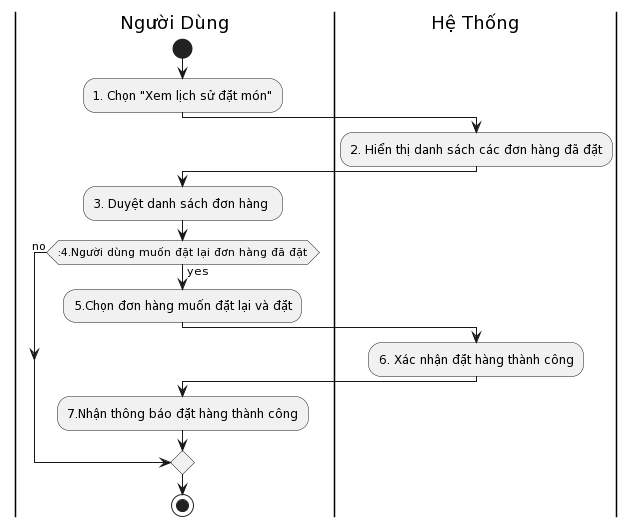 Người Dùng
Hệ Thống
1. Chọn "Xem lịch sử đặt món"
2. Hiển thị danh sách các đơn hàng đã đặt
3. Duyệt danh sách đơn hàng
no
:4.Người dùng muốn đặt lại đơn hàng đã đặt
yes
5.Chọn đơn hàng muốn đặt lại và đặt
6. Xác nhận đặt hàng thành công
7.Nhận thông báo đặt hàng thành công